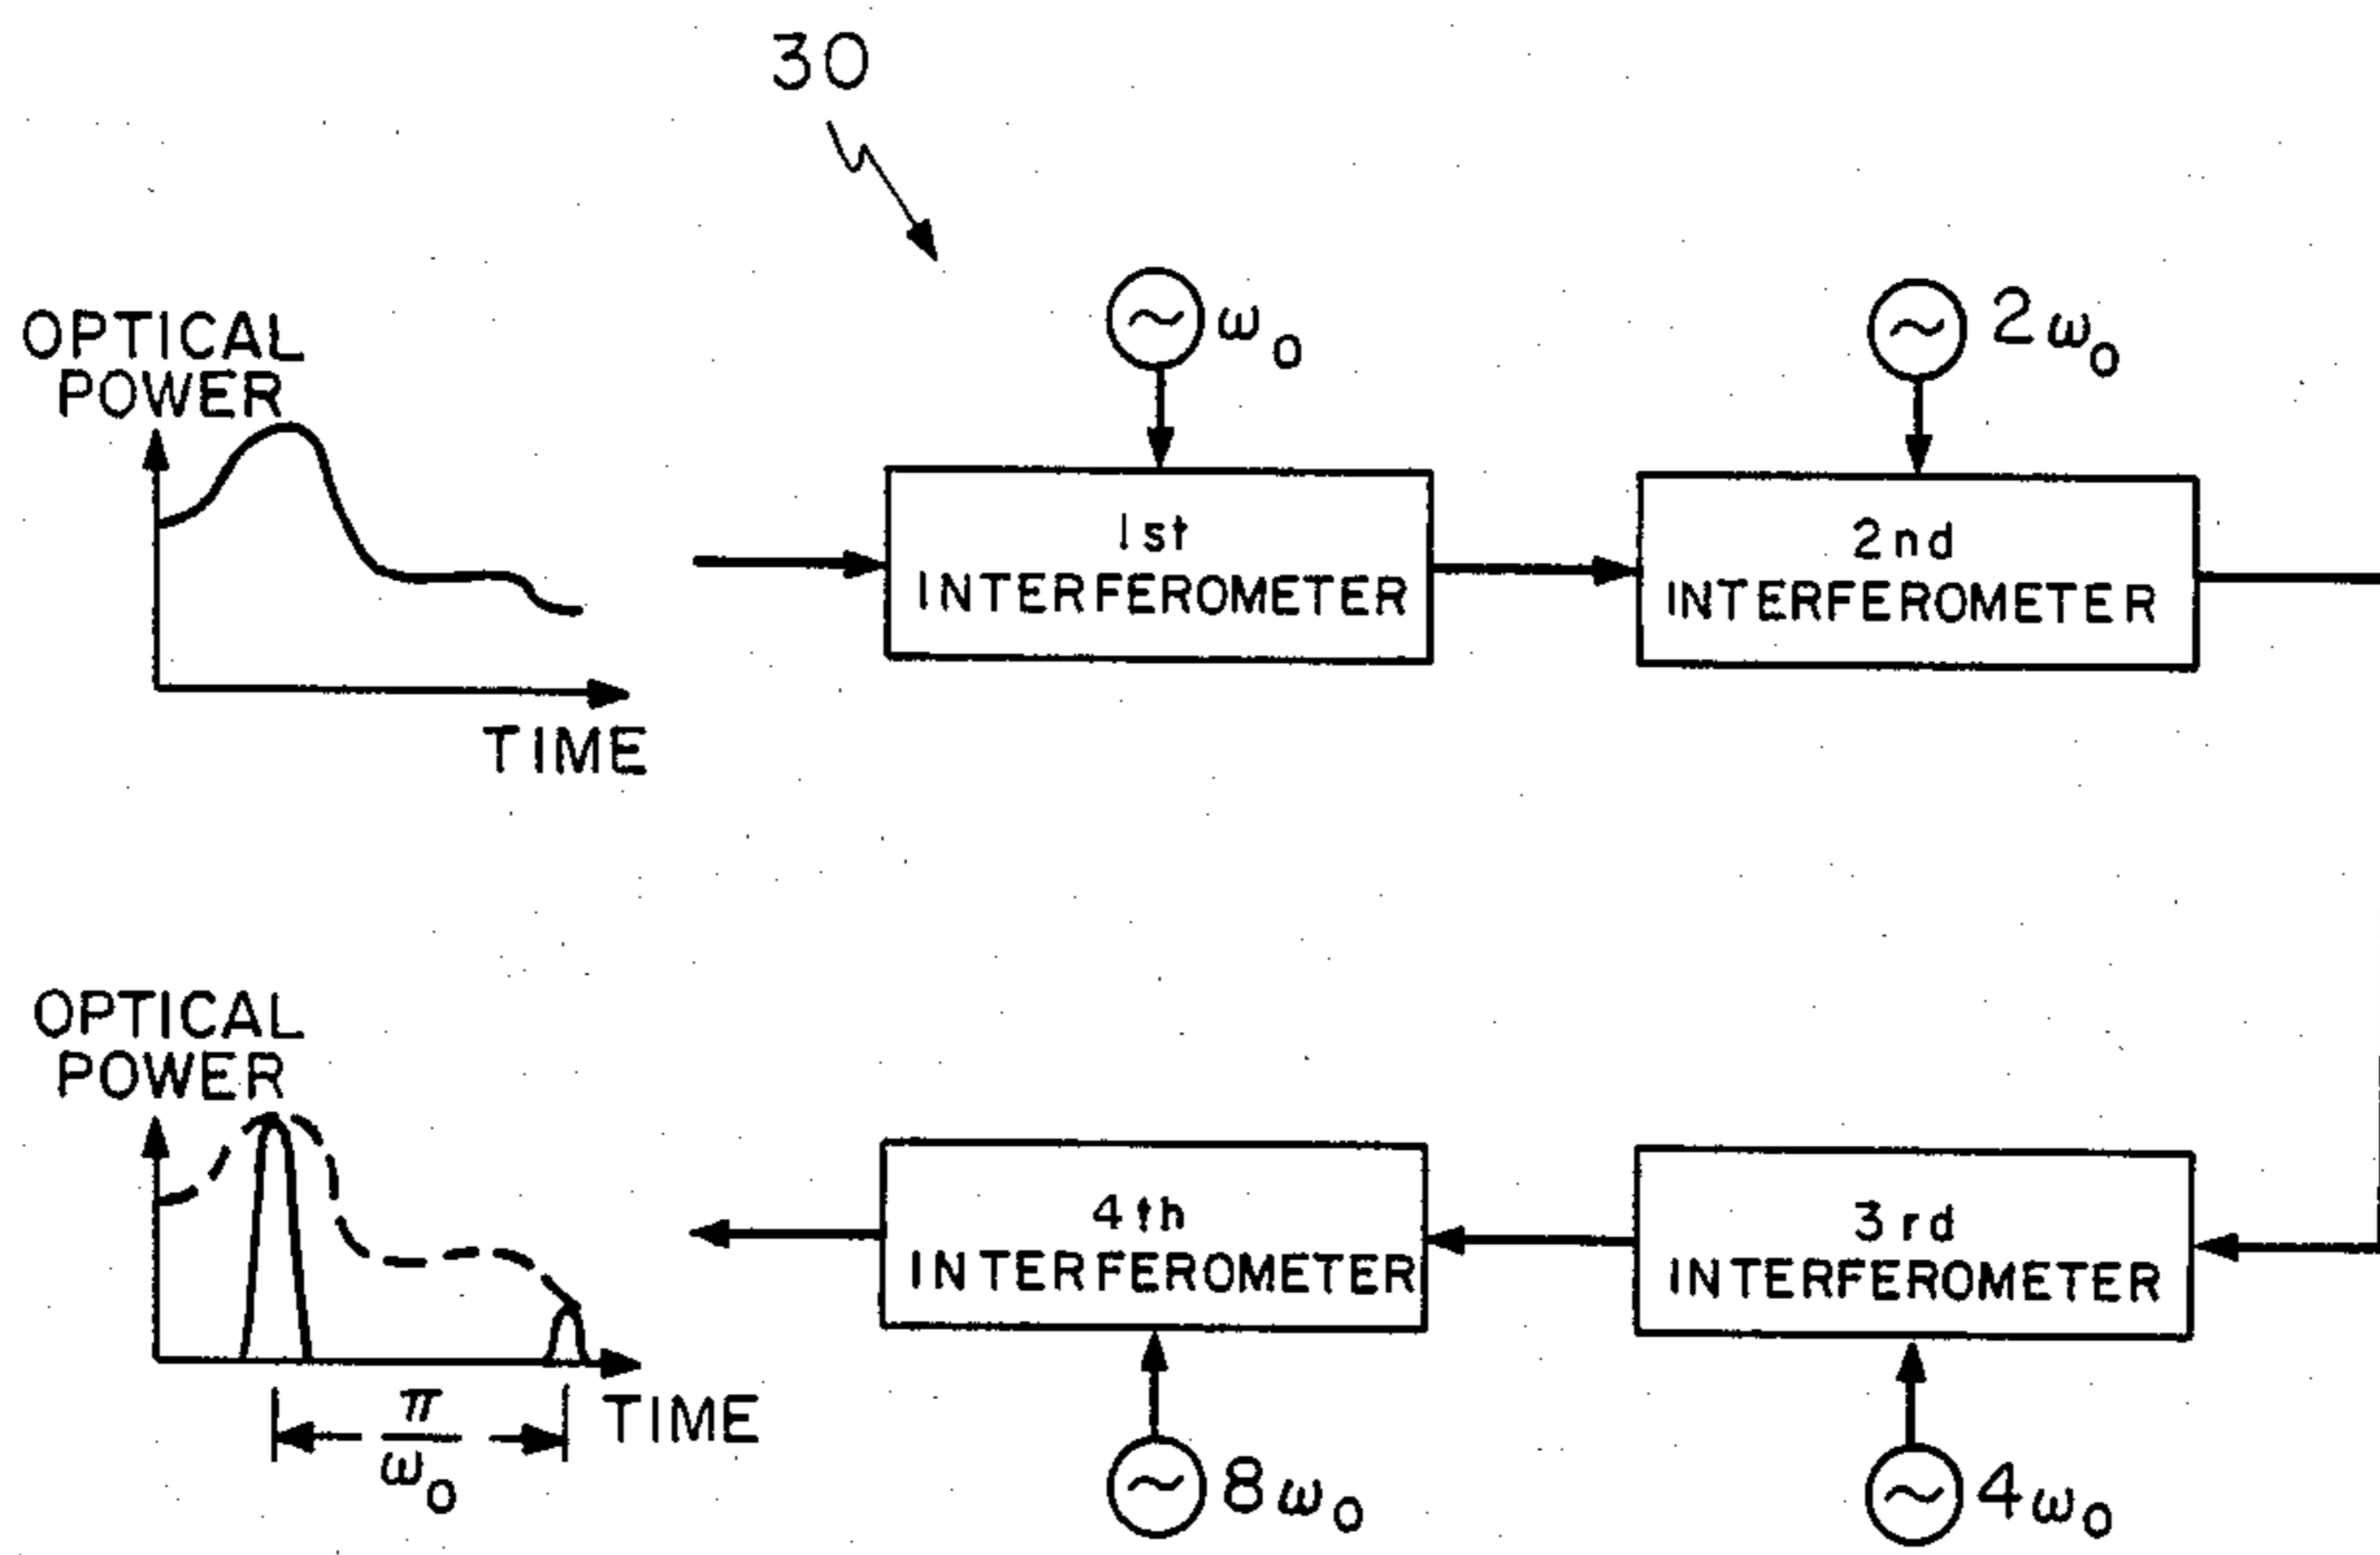 30
OPTICAL
POWER
TIME
ω₀
2ω₀
1st
INTERFEROMETER
2nd
INTERFEROMETER
OPTICAL
POWER
TIME
π
ω₀
4th
INTERFEROMETER
3rd
INTERFEROMETER
8ω₀
4ω₀